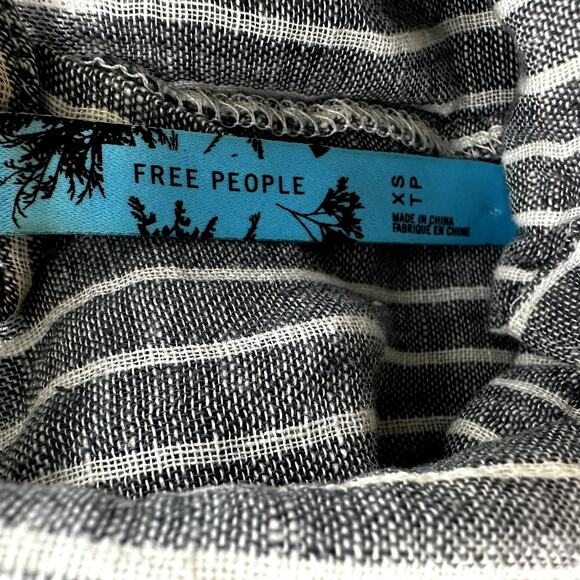 FREE PEOPLE
XS
TP
MADE IN CHINA
FABRIQUÉ EN CHINE